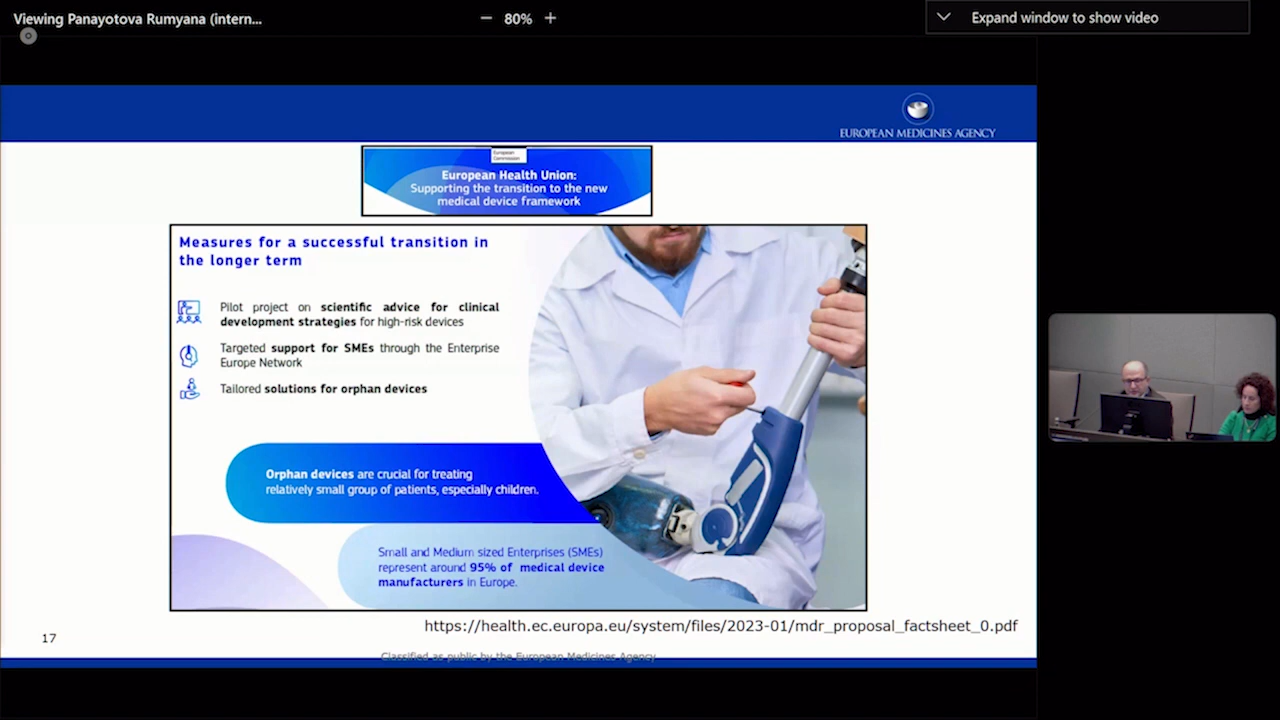 Viewing Panayotova Rumyana (intern...
80%
Expand window to show video
EUROPEAN MEDICINES AGENCY
European
Commission
European Health Union:
Supporting the transition to the new
medical device framework
Measures for a successful transition in
the longer term
Pilot project on scientific advice for clinical
development strategies for high-risk devices
Targeted support for SMEs through the Enterprise
Europe Network
Tailored solutions for orphan devices
Orphan devices are crucial for treating
relatively small group of patients, especially children.
Small and Medium sized Enterprises (SMEs)
represent around 95% of medical device
manufacturers in Europe.
https://health.ec.europa.eu/system/files/2023-01/mdr_proposal_factsheet_0.pdf
17
Classified as public by the European Medicines Agency